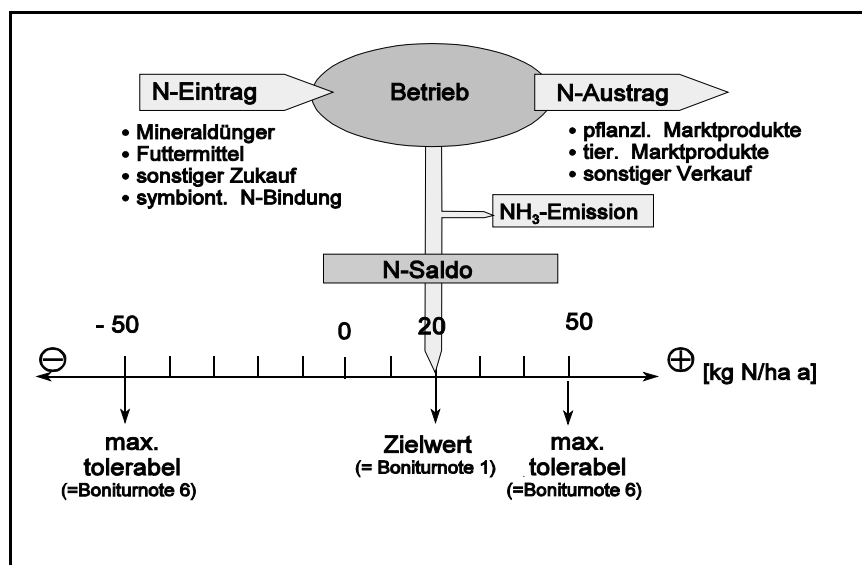 N-Eintrag
Betrieb
N-Austrag
• Mineraldünger
• Futtermittel
• sonstiger Zukauf
• symbiont. N-Bindung
• pflanzl. Marktprodukte
• tier. Marktprodukte
• sonstiger Verkauf
NH₃-Emission
N-Saldo
- 50
0
20
50
⊖
⊕
[kg N/ha a]
max.
tolerabel
(=Boniturnote 6)
Zielwert
(= Boniturnote 1)
max.
tolerabel
(=Boniturnote 6)